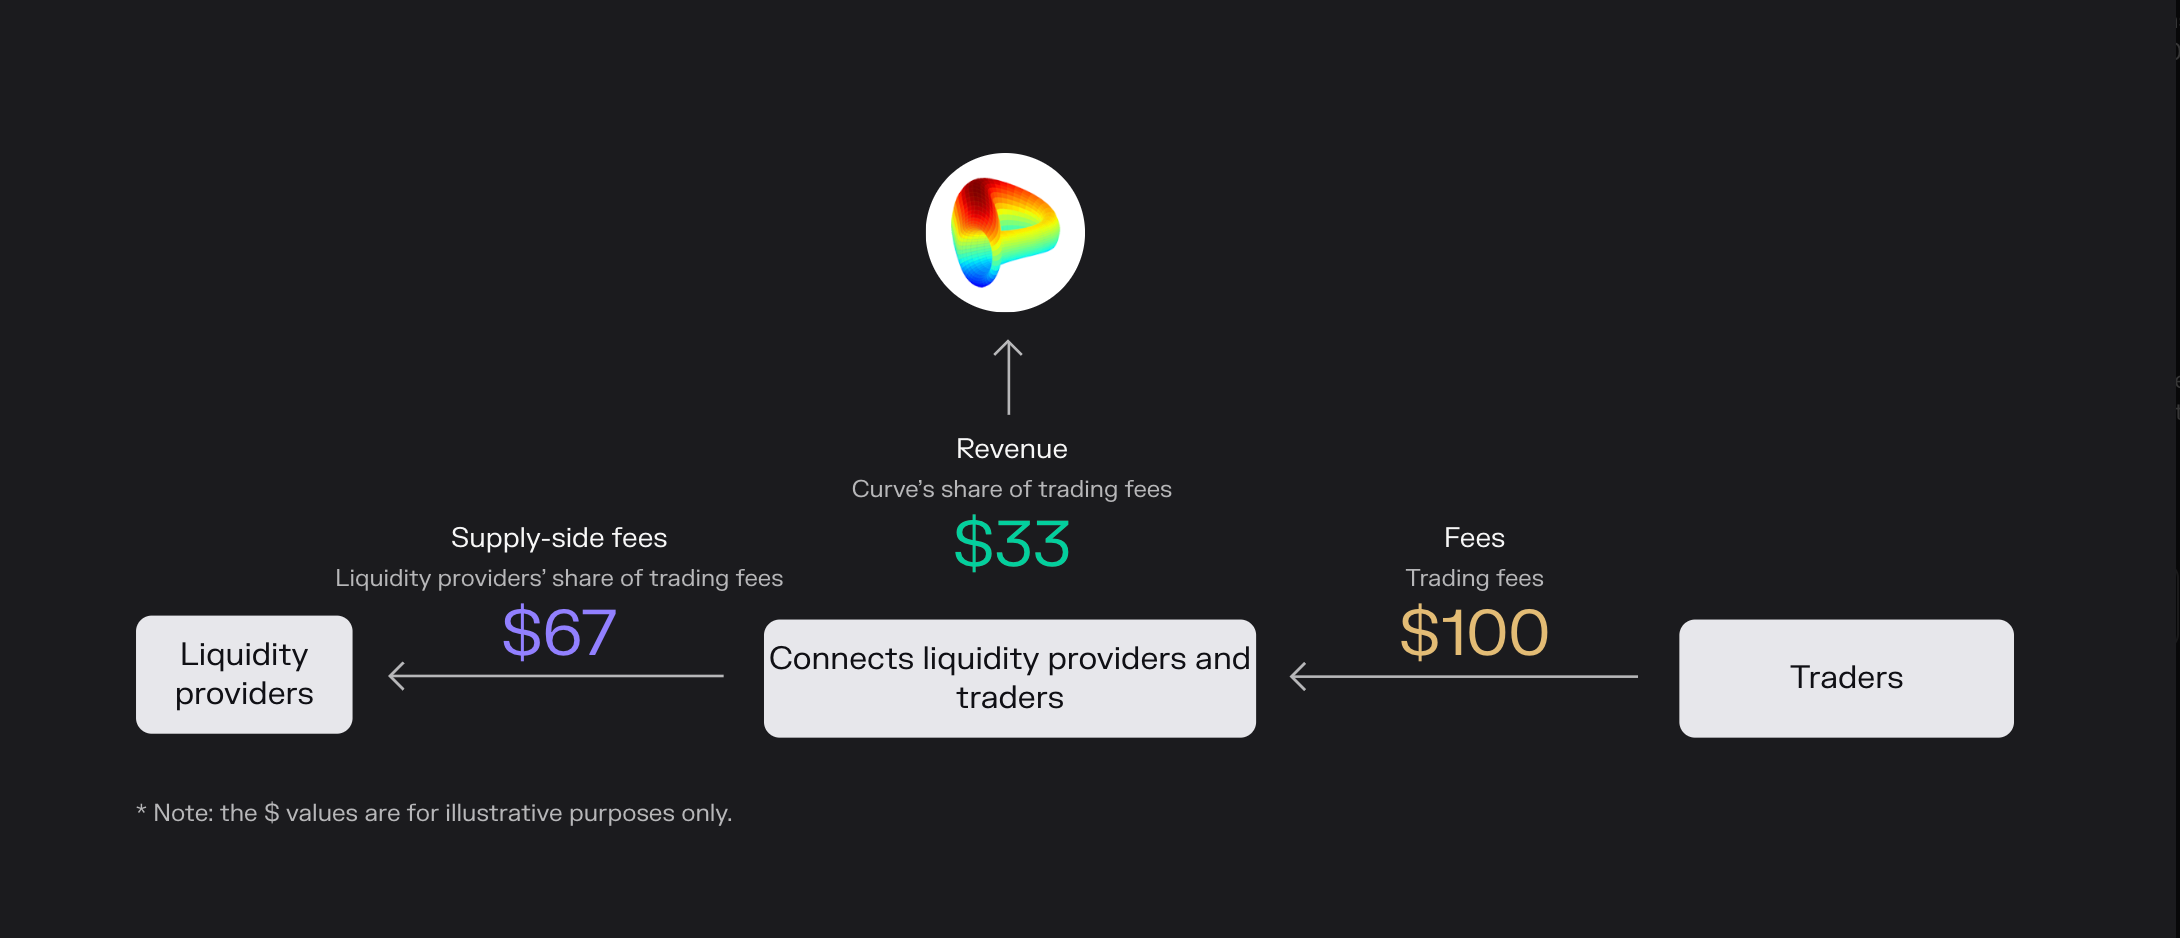 Revenue
Curve’s share of trading fees
$33
Supply-side fees
Liquidity providers’ share of trading fees
$67
Fees
Trading fees
$100
Liquidity
providers
Connects liquidity providers and
traders
Traders
* Note: the $ values are for illustrative purposes only.